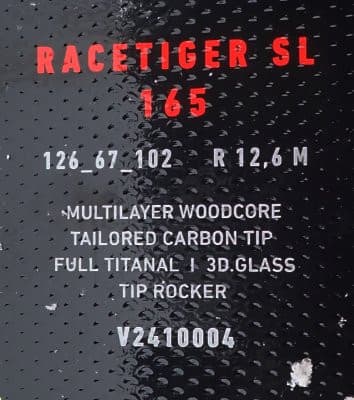 RACETIGER SL
165
126_67_102 R 12,6 M
MULTILAYER WOODCORE
TAILORED CARBON TIP
FULL TITANAL I 3D.GLASS
TIP ROCKER
V2410004